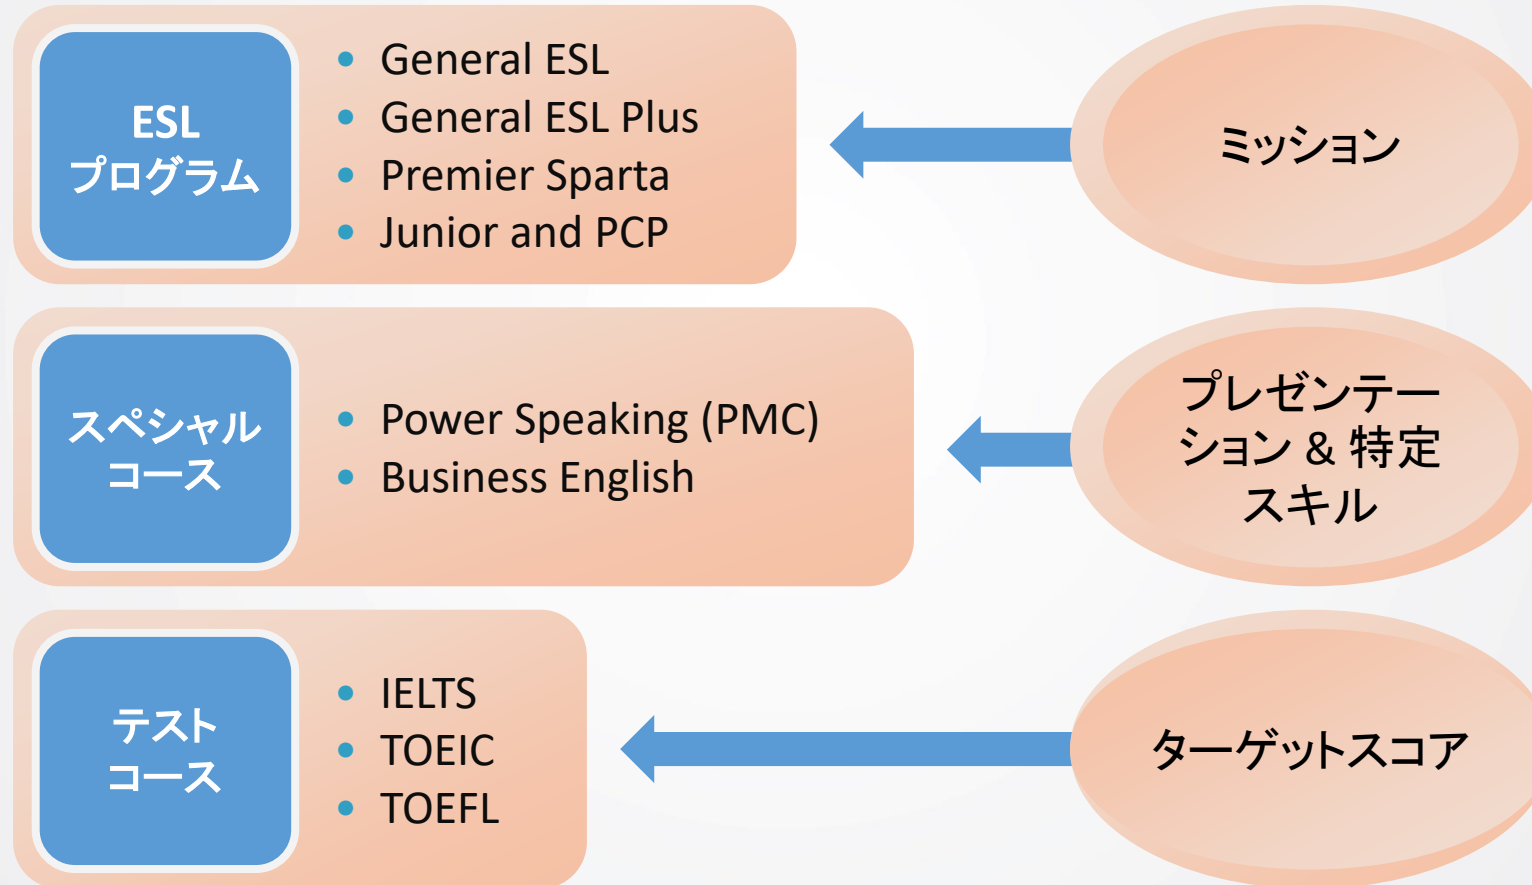 ESL
プログラム
General ESL
General ESL Plus
Premier Sparta
Junior and PCP
ミッション
スペシャル
コース
Power Speaking (PMC)
Business English
プレゼンテー
ション & 特定
スキル
テスト
コース
IELTS
TOEIC
TOEFL
ターゲットスコア